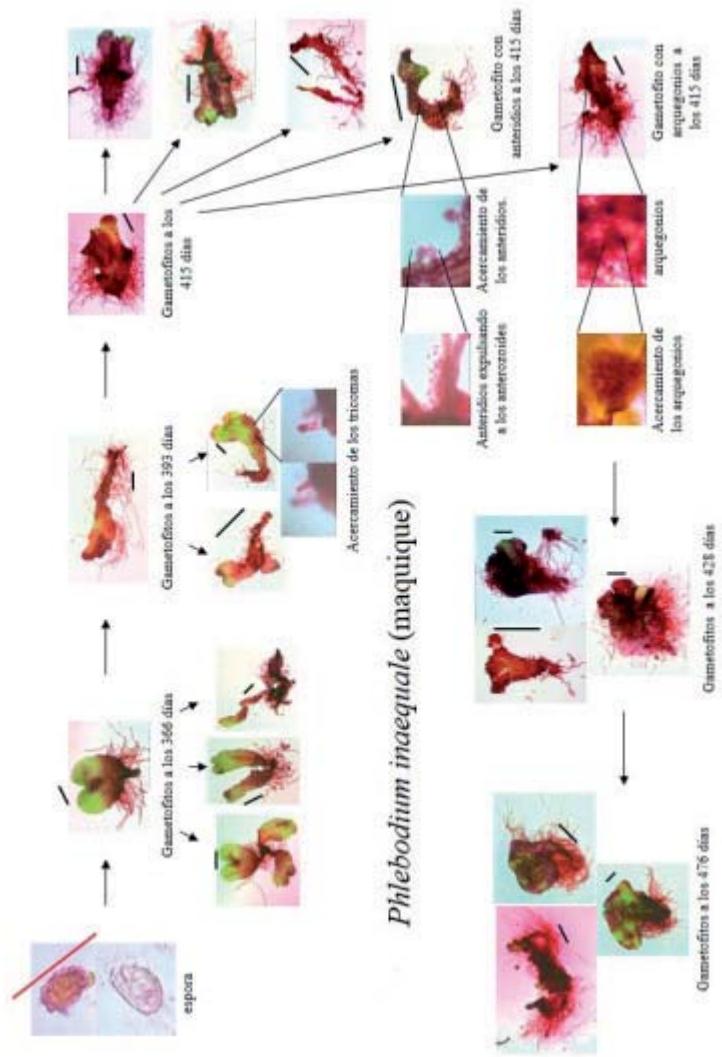 espora
Gametofitos a los 366 días
Gametofitos a los 393 días
Acercamiento de los tricomas
Gametofitos a los
415 días
Gametofito con
anteridios a los 415 días
Acercamiento de
los anteridios.
Anteridios expulsando
a los anterozoides
Gametofito con
arquegonios a
los 415 días
arquegonios
Acercamiento de
los arquegonios
Phlebodium inaequale (maquique)
Gametofitos a los 428 días
Gametofitos a los 476 días